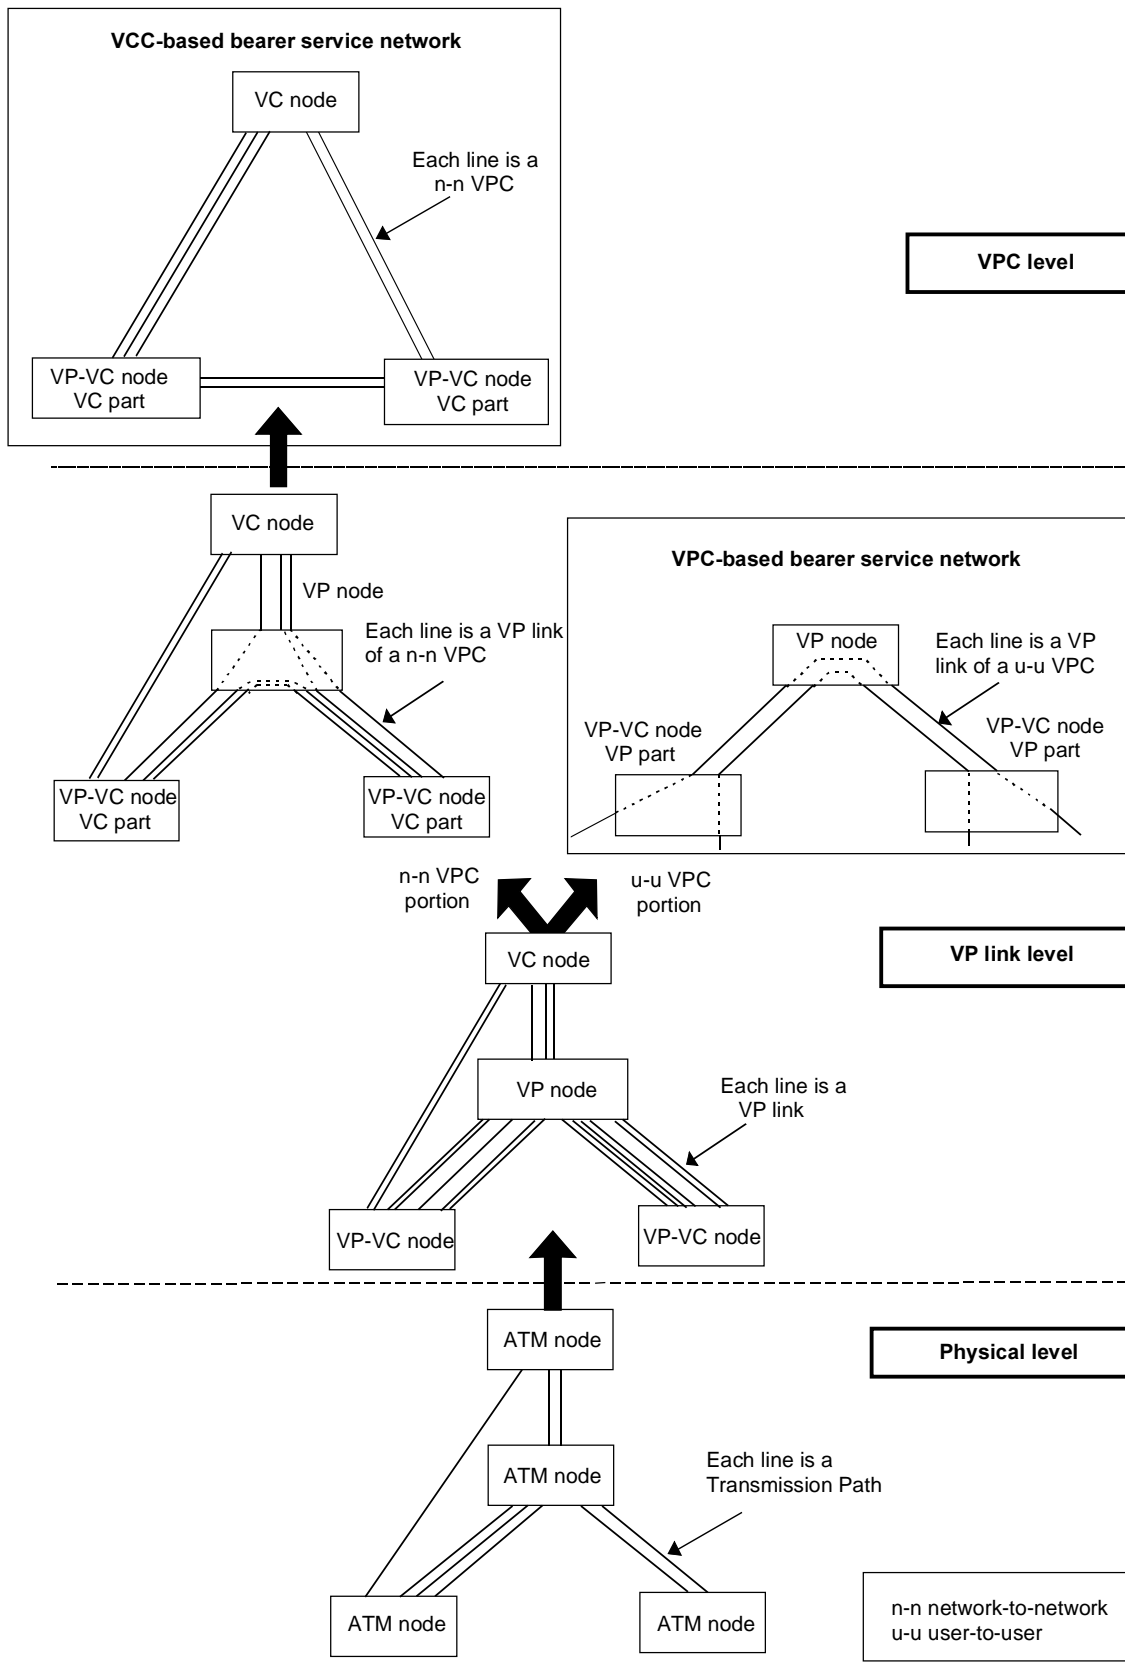 VCC-based bearer service network
VC node
Each line is a
n-n VPC
VPC level
VP-VC node
VC part
VP-VC node
VC part
VC node
VPC-based bearer service network
VP node
Each line is a VP link
of a n-n VPC
VP node
Each line is a VP
link of a u-u VPC
VP-VC node
VP part
VP-VC node
VP part
VP-VC node
VC part
VP-VC node
VC part
n-n VPC
portion
u-u VPC
portion
VC node
VP link level
VP node
Each line is a
VP link
VP-VC node
VP-VC node
ATM node
Physical level
ATM node
Each line is a
Transmission Path
ATM node
ATM node
n-n network-to-network
u-u user-to-user